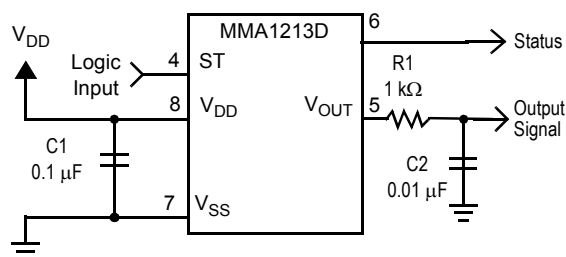 V_DD
MMA1213D
6
Status
Logic
Input
4
ST
R1
1 kΩ
8
V_DD
V_OUT
5
Output
Signal
C1
0.1 μF
C2
0.01 μF
7
V_SS